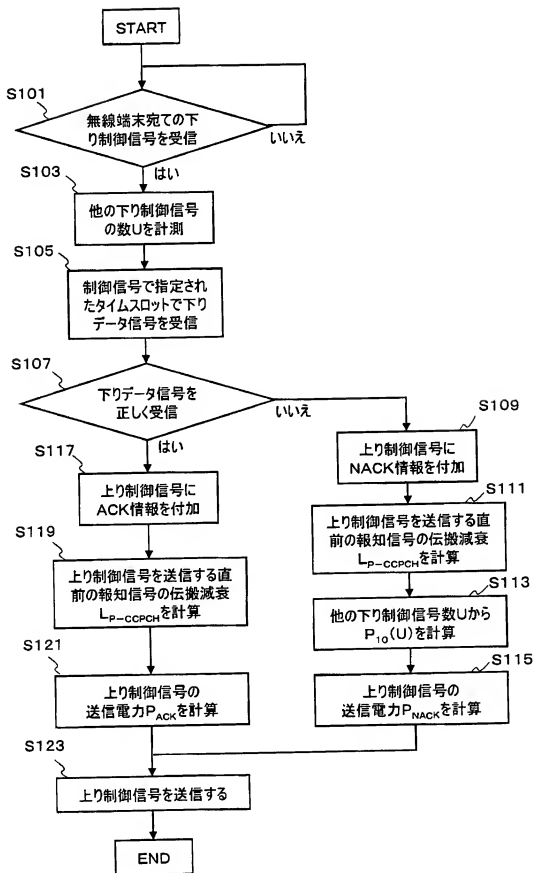 START
S101
無線端末宛ての下
り制御信号を受信
いいえ
はい
S103
他の下り制御信号
の数Uを計測
S105
制御信号で指定され
たタイムスロットで下り
データ信号を受信
S107
下りデータ信号を
正しく受信
いいえ
はい
S109
上り制御信号に
NACK情報を付加
S111
上り制御信号を送信する直
前の報知信号の伝搬減衰
LP-CCPCHを計算
S113
他の下り制御信号数Uから
P10(U)を計算
S115
上り制御信号の
送信電力PNACKを計算
S117
上り制御信号に
ACK情報を付加
S119
上り制御信号を送信する直
前の報知信号の伝搬減衰
LP-CCPCHを計算
S121
上り制御信号の
送信電力PACKを計算
S123
上り制御信号を送信する
END